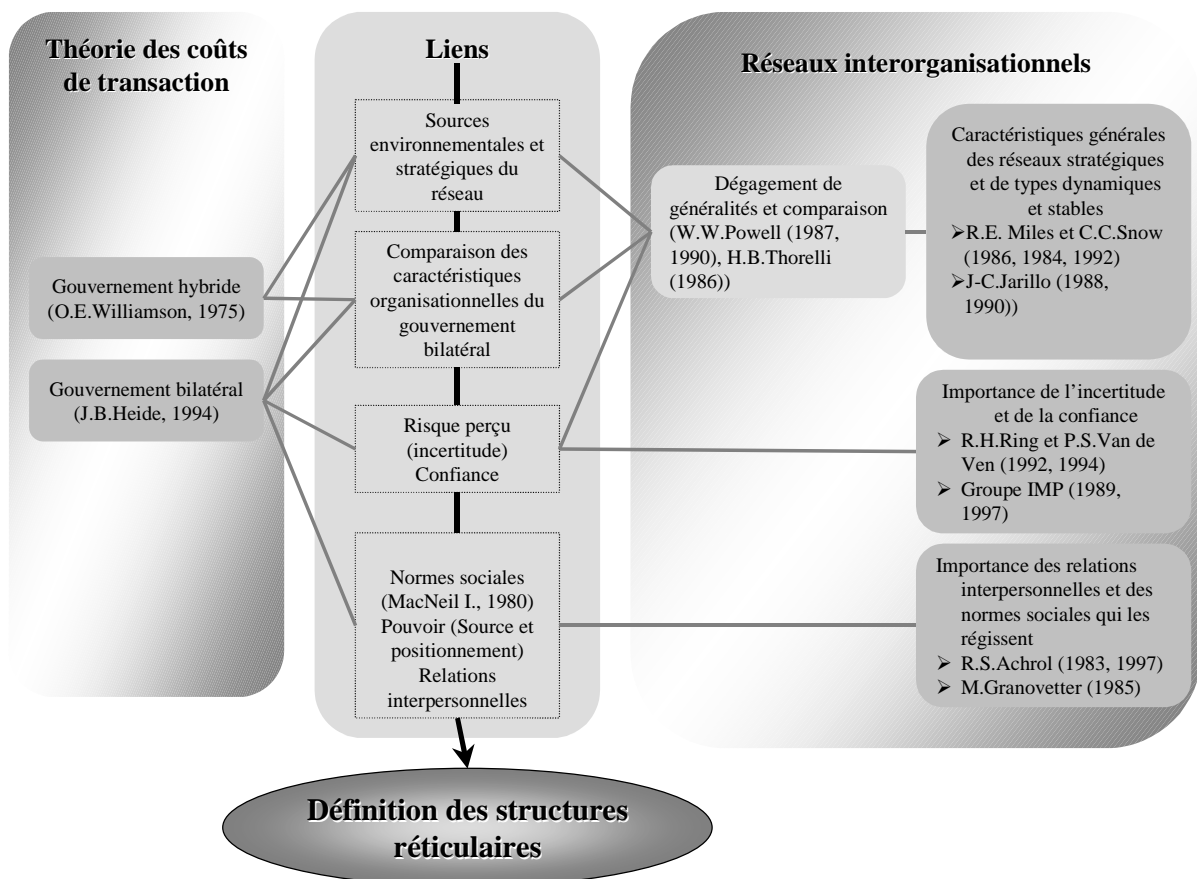 Théorie des coûts
de transaction
Gouvernement hybride
(O.E.Williamson, 1975)
Gouvernement bilatéral
(J.B.Heide, 1994)
Liens
Sources
environnementales et
stratégiques du
réseau
Comparaison des
caractéristiques
organisationnelles du
gouvernement
bilatéral
Risque perçu
(incertitude)
Confiance
Normes sociales
(MacNeil I., 1980)
Pouvoir (Source et
positionnement)
Relations
interpersonnelles
Réseaux interorganisationnels
Dégagement de
généralités et comparaison
(W.W.Powell (1987,
1990), H.B.Thorelli
(1986))
Caractéristiques générales
des réseaux stratégiques
et de types dynamiques
et stables
➢R.E. Miles et C.C.Snow
(1986, 1984, 1992)
➢J-C.Jarillo (1988,
1990))
Importance de l’incertitude
et de la confiance
➢ R.H.Ring et P.S.Van de
Ven (1992, 1994)
➢ Groupe IMP (1989,
1997)
Importance des relations
interpersonnelles et des
normes sociales qui les
régissent
➢ R.S.Achrol (1983, 1997)
➢ M.Granovetter (1985)
Définition des structures
réticulaires